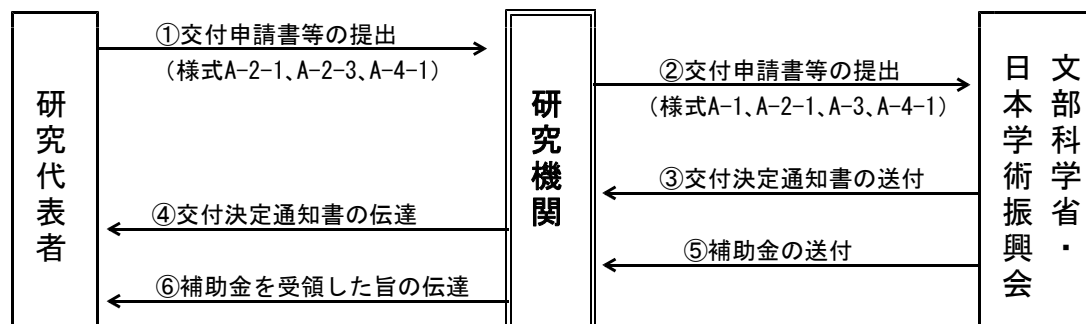 研究代表者
①交付申請書等の提出
（様式A-2-1、A-2-3、A-4-1）
④交付決定通知書の伝達
⑥補助金を受領した旨の伝達
研究機関
②交付申請書等の提出
（様式A-1、A-2-1、A-3、A-4-1）
③交付決定通知書の送付
⑤補助金の送付
文部科学省・
日本学術振興会